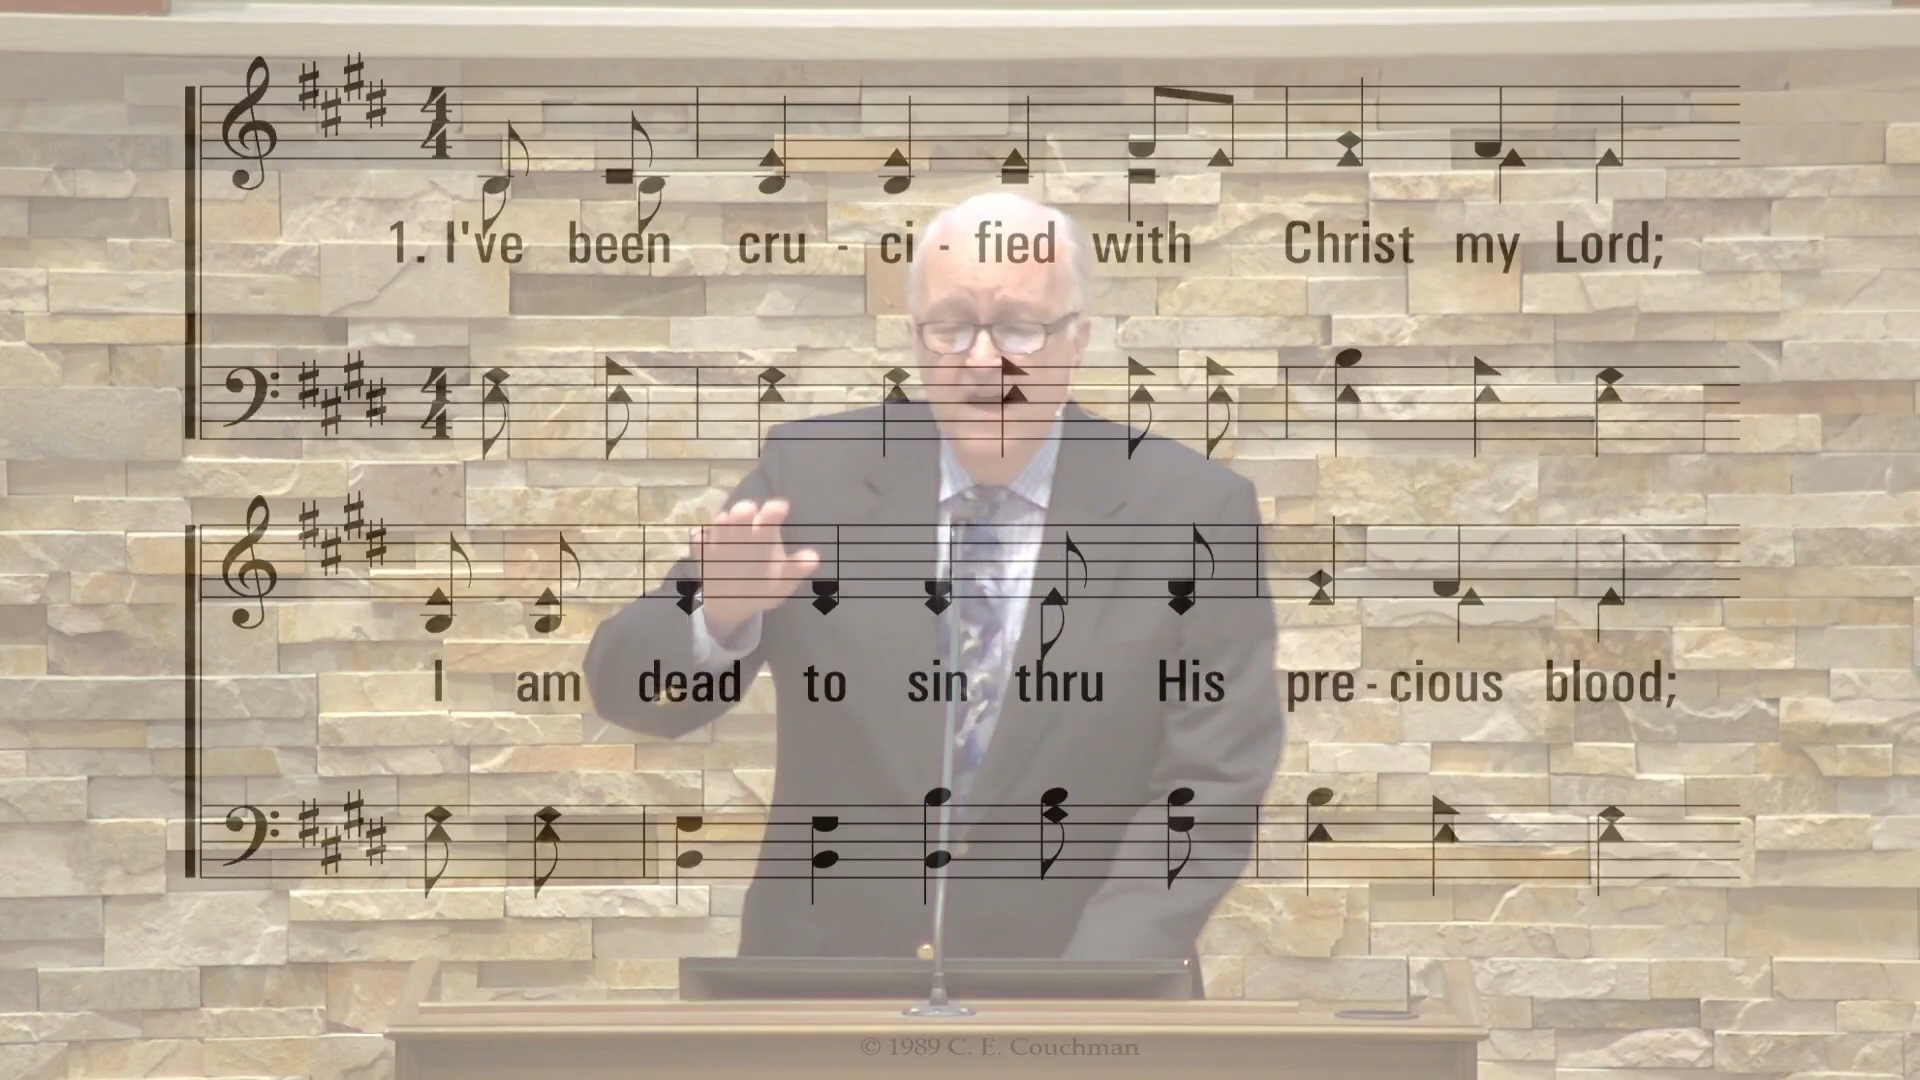 1. I've been cru - ci - fied with Christ my Lord;
I am dead to sin thru His pre - cious blood;
© 1989 C. E. Couchman